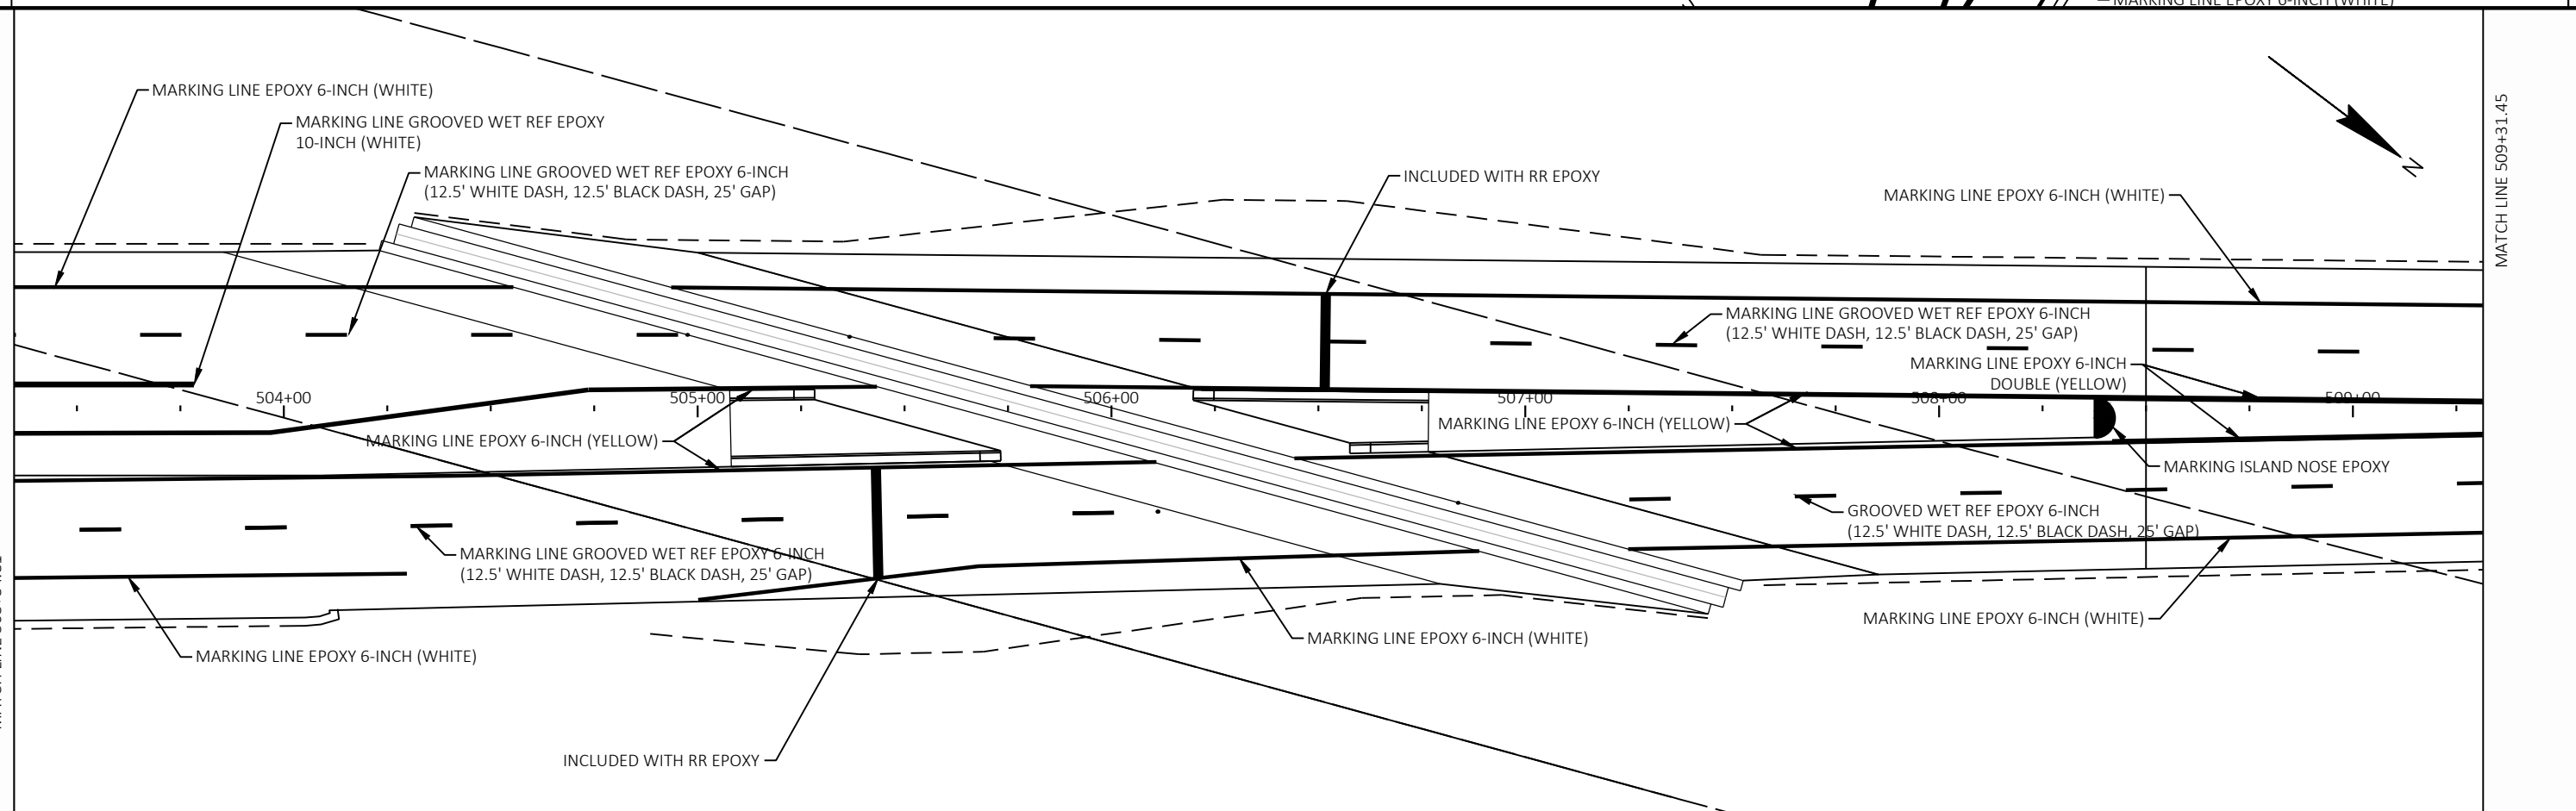 MARKING LINE EPOXY 6-INCH (WHITE)
MARKING LINE EPOXY 6-INCH (WHITE)
MARKING LINE GROOVED WET REF EPOXY
10-INCH (WHITE)
MARKING LINE GROOVED WET REF EPOXY 6-INCH
(12.5' WHITE DASH, 12.5' BLACK DASH, 25' GAP)
INCLUDED WITH RR EPOXY
MARKING LINE EPOXY 6-INCH (WHITE)
N
MATCH LINE 509+31.45
MARKING LINE GROOVED WET REF EPOXY 6-INCH
(12.5' WHITE DASH, 12.5' BLACK DASH, 25' GAP)
MARKING LINE EPOXY 6-INCH
DOUBLE (YELLOW)
504+00
505+00
506+00
507+00
508+00
509+00
MARKING LINE EPOXY 6-INCH (YELLOW)
MARKING LINE EPOXY 6-INCH (YELLOW)
MARKING ISLAND NOSE EPOXY
GROOVED WET REF EPOXY 6-INCH
(12.5' WHITE DASH, 12.5' BLACK DASH, 25' GAP)
MARKING LINE GROOVED WET REF EPOXY 6-INCH
(12.5' WHITE DASH, 12.5' BLACK DASH, 25' GAP)
MARKING LINE EPOXY 6-INCH (WHITE)
MARKING LINE EPOXY 6-INCH (WHITE)
MARKING LINE EPOXY 6-INCH (WHITE)
INCLUDED WITH RR EPOXY